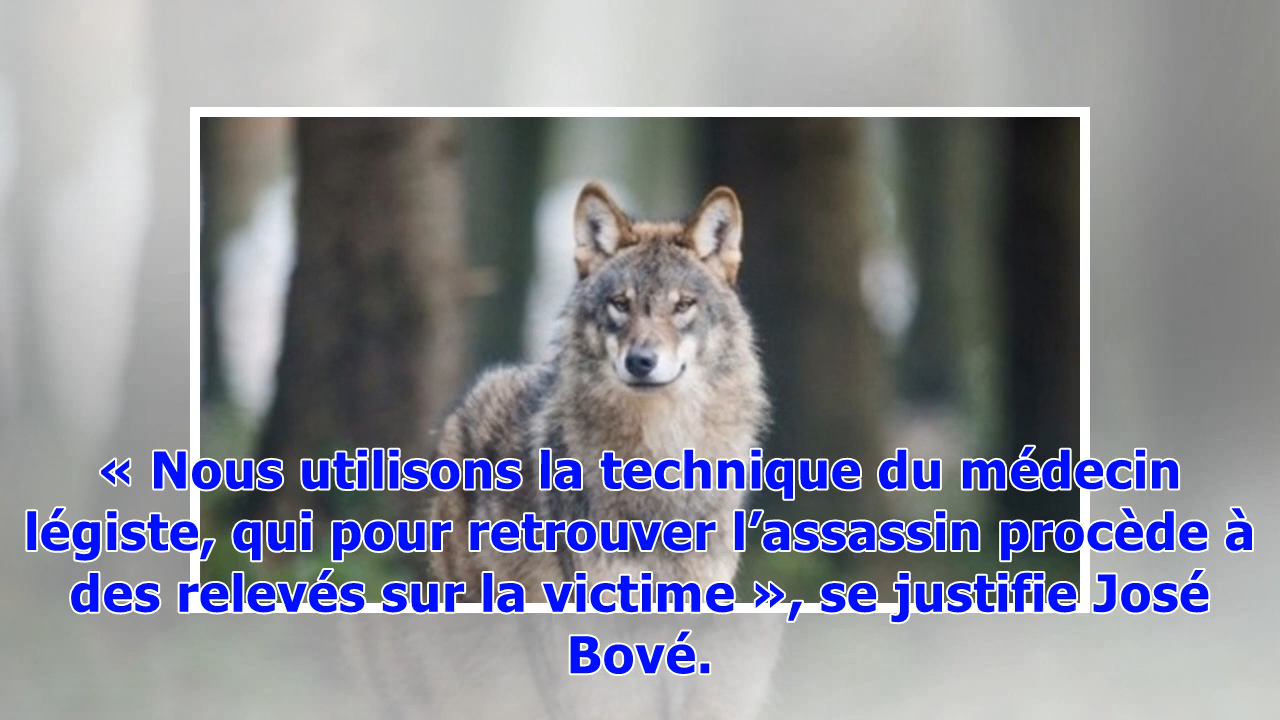 « Nous utilisons la technique du médecin
légiste, qui pour retrouver l’assassin procède à
des relevés sur la victime », se justifie José
Bové.